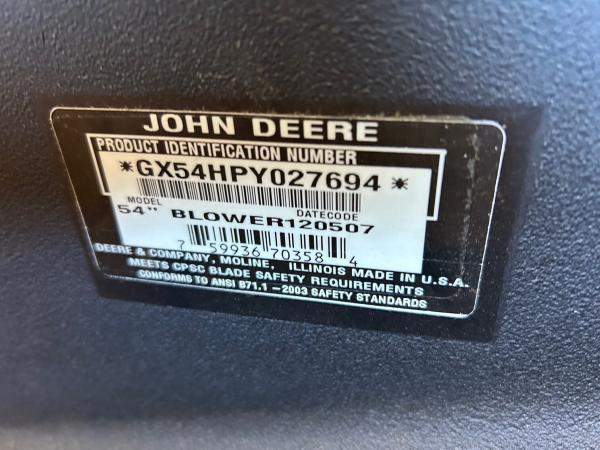 JOHN DEERE
PRODUCT IDENTIFICATION NUMBER
*GX54HPY027694*
MODEL DATECODE
54" BLOWER120507
7 59936 70358 4
DEERE & COMPANY, MOLINE, ILLINOIS MADE IN U.S.A.
MEETS CPSC BLADE SAFETY REQUIREMENTS
CONFORMS TO ANSI B71.1 - 2003 SAFETY STANDARDS